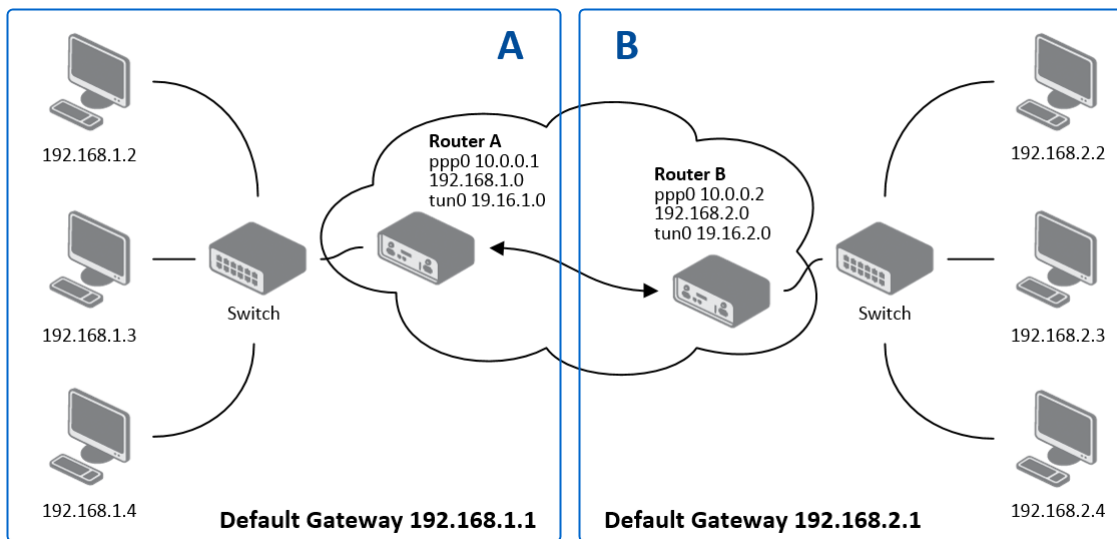 A
B
192.168.1.2
192.168.2.2
Router A
ppp0 10.0.0.1
192.168.1.0
tun0 19.16.1.0
Router B
ppp0 10.0.0.2
192.168.2.0
tun0 19.16.2.0
Switch
Switch
192.168.1.3
192.168.2.3
192.168.1.4
192.168.2.4
Default Gateway 192.168.1.1
Default Gateway 192.168.2.1